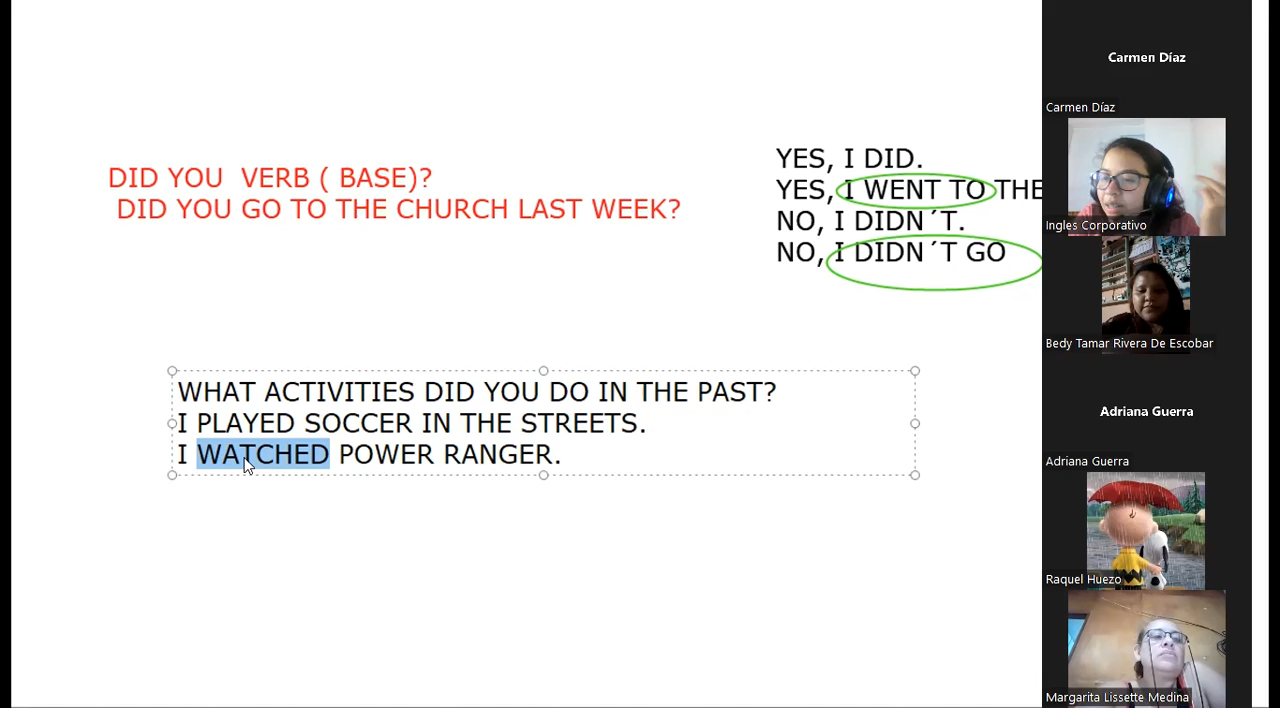 DID YOU VERB ( BASE)?
DID YOU GO TO THE CHURCH LAST WEEK?
YES, I DID.
YES, I WENT TO THE
NO, I DIDN´T.
NO, I DIDN´T GO
WHAT ACTIVITIES DID YOU DO IN THE PAST?
I PLAYED SOCCER IN THE STREETS.
I WATCHED POWER RANGER.
Carmen Díaz
Carmen Díaz
Ingles Corporativo
Bedy Tamar Rivera De Escobar
Adriana Guerra
Adriana Guerra
Raquel Huezo
Margarita Lissette Medina